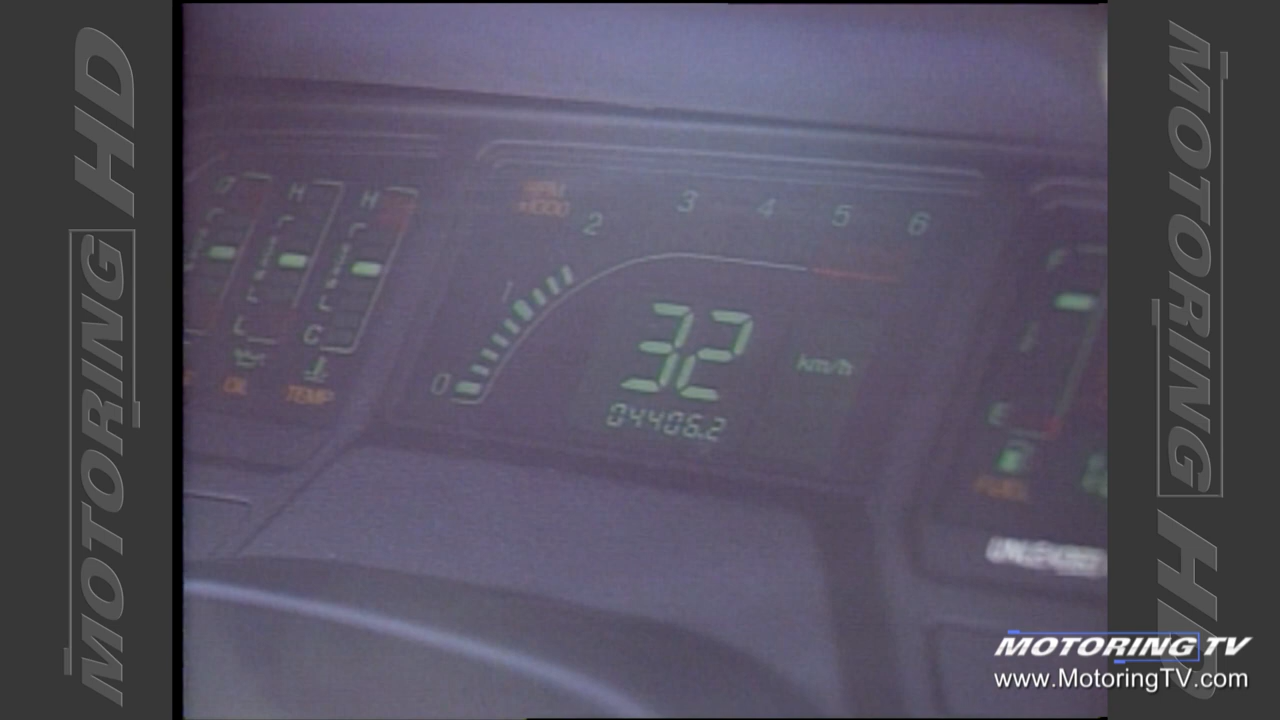 MOTORING HD
H
H
RPM
x1000
0
1
2
3
4
5
6
32
km/h
04406.2
L
C
OIL
TEMP
F
E
FUEL
MOTORING HD
MOTORING TV
www.MotoringTV.com